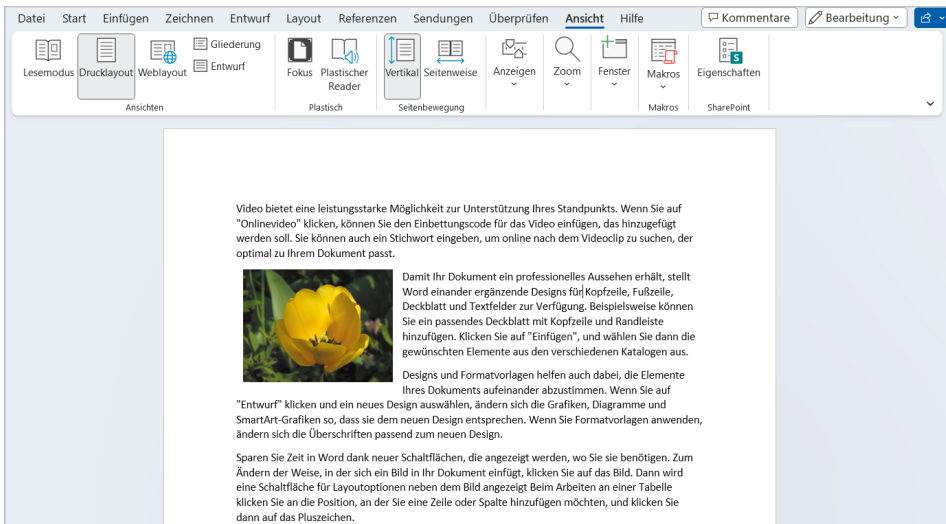 Datei Start Einfügen Zeichnen Entwurf Layout Referenzen Sendungen Überprüfen Ansicht Hilfe Kommentare Bearbeitung
Lesemodus Drucklayout Weblayout Gliederung Entwurf Fokus Plastischer Reader Vertikal Seitenweise Anzeigen Zoom Fenster Makros Eigenschaften
Ansichten Plastisch Seitenbewegung Makros SharePoint
Video bietet eine leistungsstarke Möglichkeit zur Unterstützung Ihres Standpunkts. Wenn Sie auf
"Onlinevideo" klicken, können Sie den Einbettungscode für das Video einfügen, das hinzugefügt
werden soll. Sie können auch ein Stichwort eingeben, um online nach dem Videoclip zu suchen, der
optimal zu Ihrem Dokument passt.
Damit Ihr Dokument ein professionelles Aussehen erhält, stellt
Word einander ergänzende Designs für Kopfzeile, Fußzeile,
Deckblatt und Textfelder zur Verfügung. Beispielsweise können
Sie ein passendes Deckblatt mit Kopfzeile und Randleiste
hinzufügen. Klicken Sie auf "Einfügen", und wählen Sie dann die
gewünschten Elemente aus den verschiedenen Katalogen aus.
Designs und Formatvorlagen helfen auch dabei, die Elemente
Ihres Dokuments aufeinander abzustimmen. Wenn Sie auf
"Entwurf" klicken und ein neues Design auswählen, ändern sich die Grafiken, Diagramme und
SmartArt-Grafiken so, dass sie dem neuen Design entsprechen. Wenn Sie Formatvorlagen anwenden,
ändern sich die Überschriften passend zum neuen Design.
Sparen Sie Zeit in Word dank neuer Schaltflächen, die angezeigt werden, wo Sie sie benötigen. Zum
Ändern der Weise, in der sich ein Bild in Ihr Dokument einfügt, klicken Sie auf das Bild. Dann wird
eine Schaltfläche für Layoutoptionen neben dem Bild angezeigt Beim Arbeiten an einer Tabelle
klicken Sie an die Position, an der Sie eine Zeile oder Spalte hinzufügen möchten, und klicken Sie
dann auf das Pluszeichen.